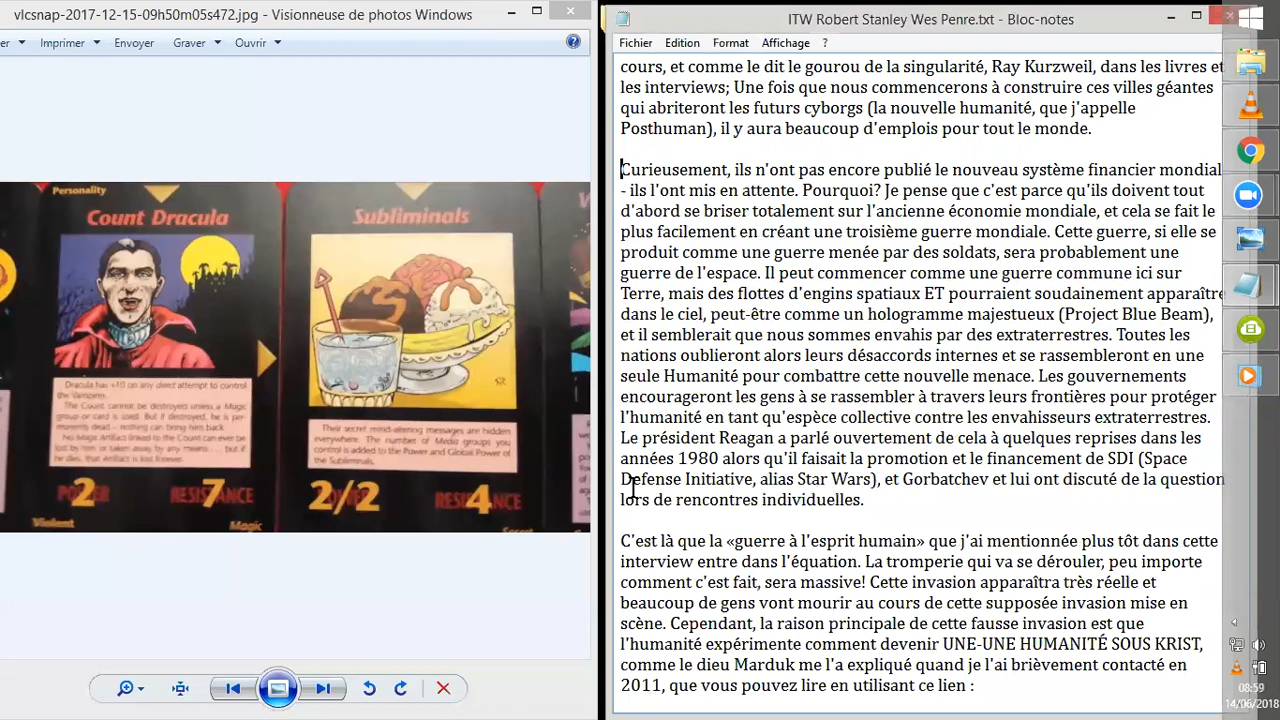 vlcsnap-2017-12-15-09h50m05s472.jpg - Visionneuse de photos Windows
Imprimer
Envoyer
Graver
Ouvrir
Personality
Count Dracula
Dracula has +10 on any direct attempt to control
the Vampires.
The Count cannot be destroyed unless a Magic
group or card is used. But if destroyed, he is per-
manently dead - nothing can bring him back.
No Magic Artifact linked to the Count can ever be
lost by him or taken away by any means . . . but if
he dies, that Artifact is lost forever.
POWER
2
RESISTANCE
7
Violent
Magic
Subliminals
Their secret mind-altering messages are hidden
everywhere. The number of Media groups you
control is added to the Power and Global Power of
the Subliminals.
2/2
RESISTANCE
4
Secret
ITW Robert Stanley Wes Penre.txt - Bloc-notes
Fichier Edition Format Affichage ?
cours, et comme le dit le gourou de la singularité, Ray Kurzweil, dans les livres et
les interviews; Une fois que nous commencerons à construire ces villes géantes
qui abriteront les futurs cyborgs (la nouvelle humanité, que j'appelle
Posthuman), il y aura beaucoup d'emplois pour tout le monde.
Curieusement, ils n'ont pas encore publié le nouveau système financier mondial
- ils l'ont mis en attente. Pourquoi? Je pense que c'est parce qu'ils doivent tout
d'abord se briser totalement sur l'ancienne économie mondiale, et cela se fait le
plus facilement en créant une troisième guerre mondiale. Cette guerre, si elle se
produit comme une guerre menée par des soldats, sera probablement une
guerre de l'espace. Il peut commencer comme une guerre commune ici sur
Terre, mais des flottes d'engins spatiaux ET pourraient soudainement apparaître
dans le ciel, peut-être comme un hologramme majestueux (Project Blue Beam),
et il semblerait que nous sommes envahis par des extraterrestres. Toutes les
nations oublieront alors leurs désaccords internes et se rassembleront en une
seule Humanité pour combattre cette nouvelle menace. Les gouvernements
encourageront les gens à se rassembler à travers leurs frontières pour protéger
l'humanité en tant qu'espèce collective contre les envahisseurs extraterrestres.
Le président Reagan a parlé ouvertement de cela à quelques reprises dans les
années 1980 alors qu'il faisait la promotion et le financement de SDI (Space
Defense Initiative, alias Star Wars), et Gorbatchev et lui ont discuté de la question
lors de rencontres individuelles.
C'est là que la «guerre à l'esprit humain» que j'ai mentionnée plus tôt dans cette
interview entre dans l'équation. La tromperie qui va se dérouler, peu importe
comment c'est fait, sera massive! Cette invasion apparaîtra très réelle et
beaucoup de gens vont mourir au cours de cette supposée invasion mise en
scène. Cependant, la raison principale de cette fausse invasion est que
l'humanité expérimente comment devenir UNE-UNE HUMANITÉ SOUS KRIST,
comme le dieu Marduk me l'a expliqué quand je l'ai brièvement contacté en
2011, que vous pouvez lire en utilisant ce lien :
08:59
14/06/2018